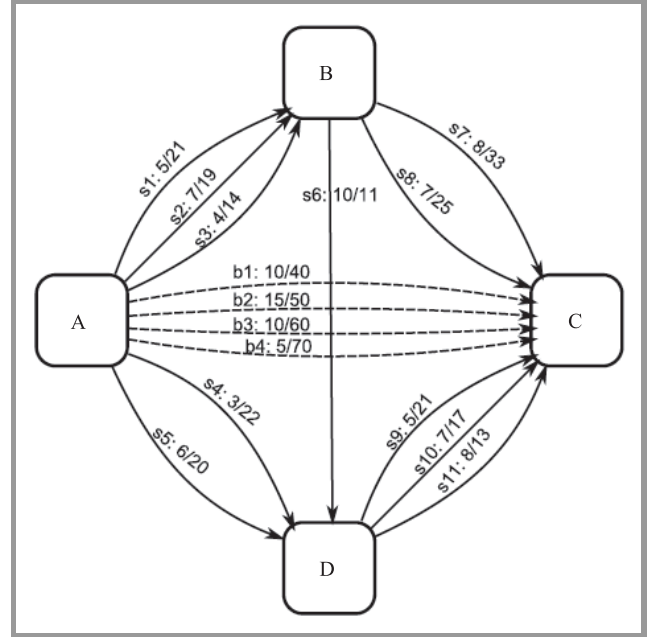 B
s1: 5/21
s2: 7/19
s3: 4/14
s6: 10/11
s8: 7/25
s7: 8/33
A
b1: 10/40
b2: 15/50
b3: 10/60
b4: 5/70
C
s4: 3/22
s5: 6/20
s9: 5/21
s10: 7/17
s11: 8/13
D